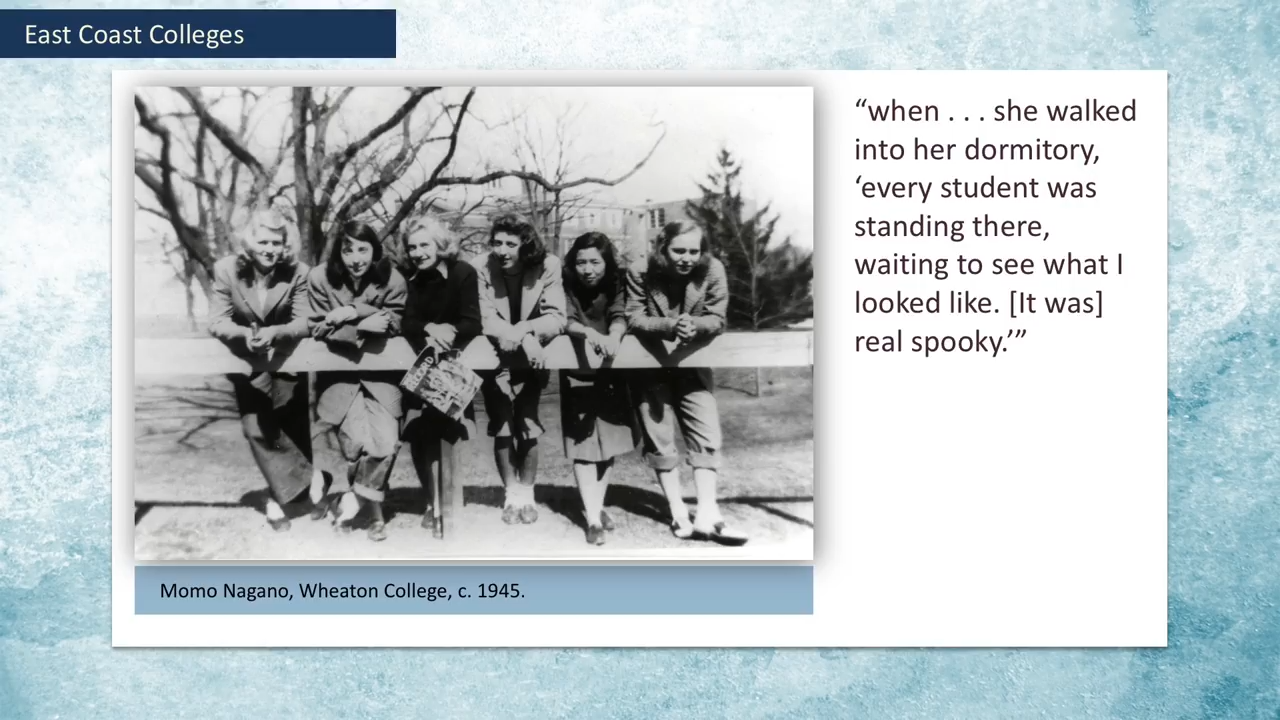 East Coast Colleges
“when . . . she walked
into her dormitory,
‘every student was
standing there,
waiting to see what I
looked like. [It was]
real spooky.’”
RECORD
Momo Nagano, Wheaton College, c. 1945.